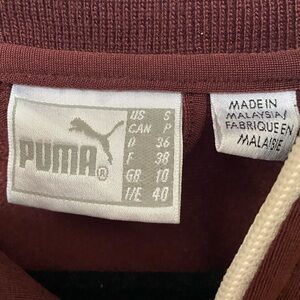 PUMA®
US S
CAN P
D 36
F 38
GB 10
I/E 40
MADE IN
MALAYSIA/
FABRIQUE EN
MALAISIE